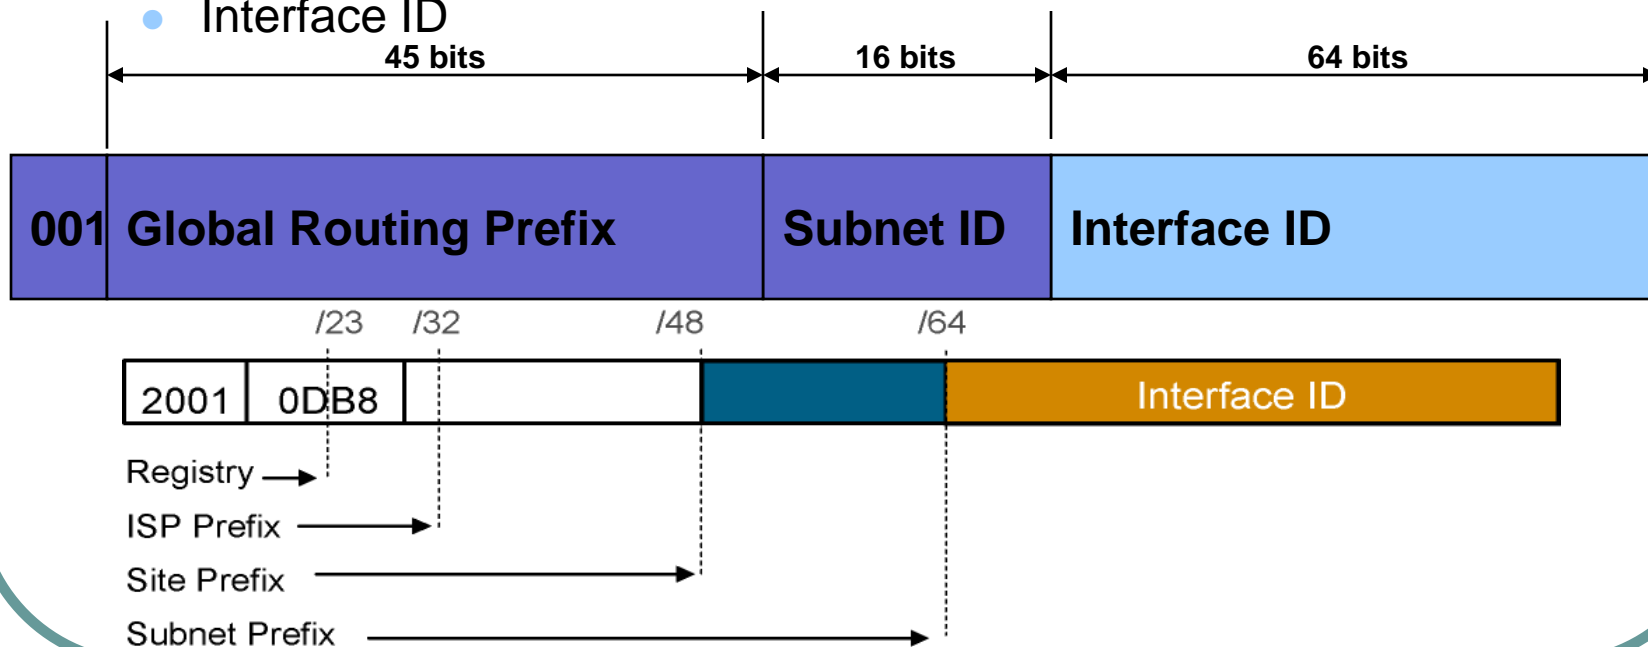 Interface ID
45 bits 16 bits 64 bits
001 Global Routing Prefix Subnet ID Interface ID
/23 /32 /48 /64
2001 0DB8 Interface ID
Registry
ISP Prefix
Site Prefix
Subnet Prefix